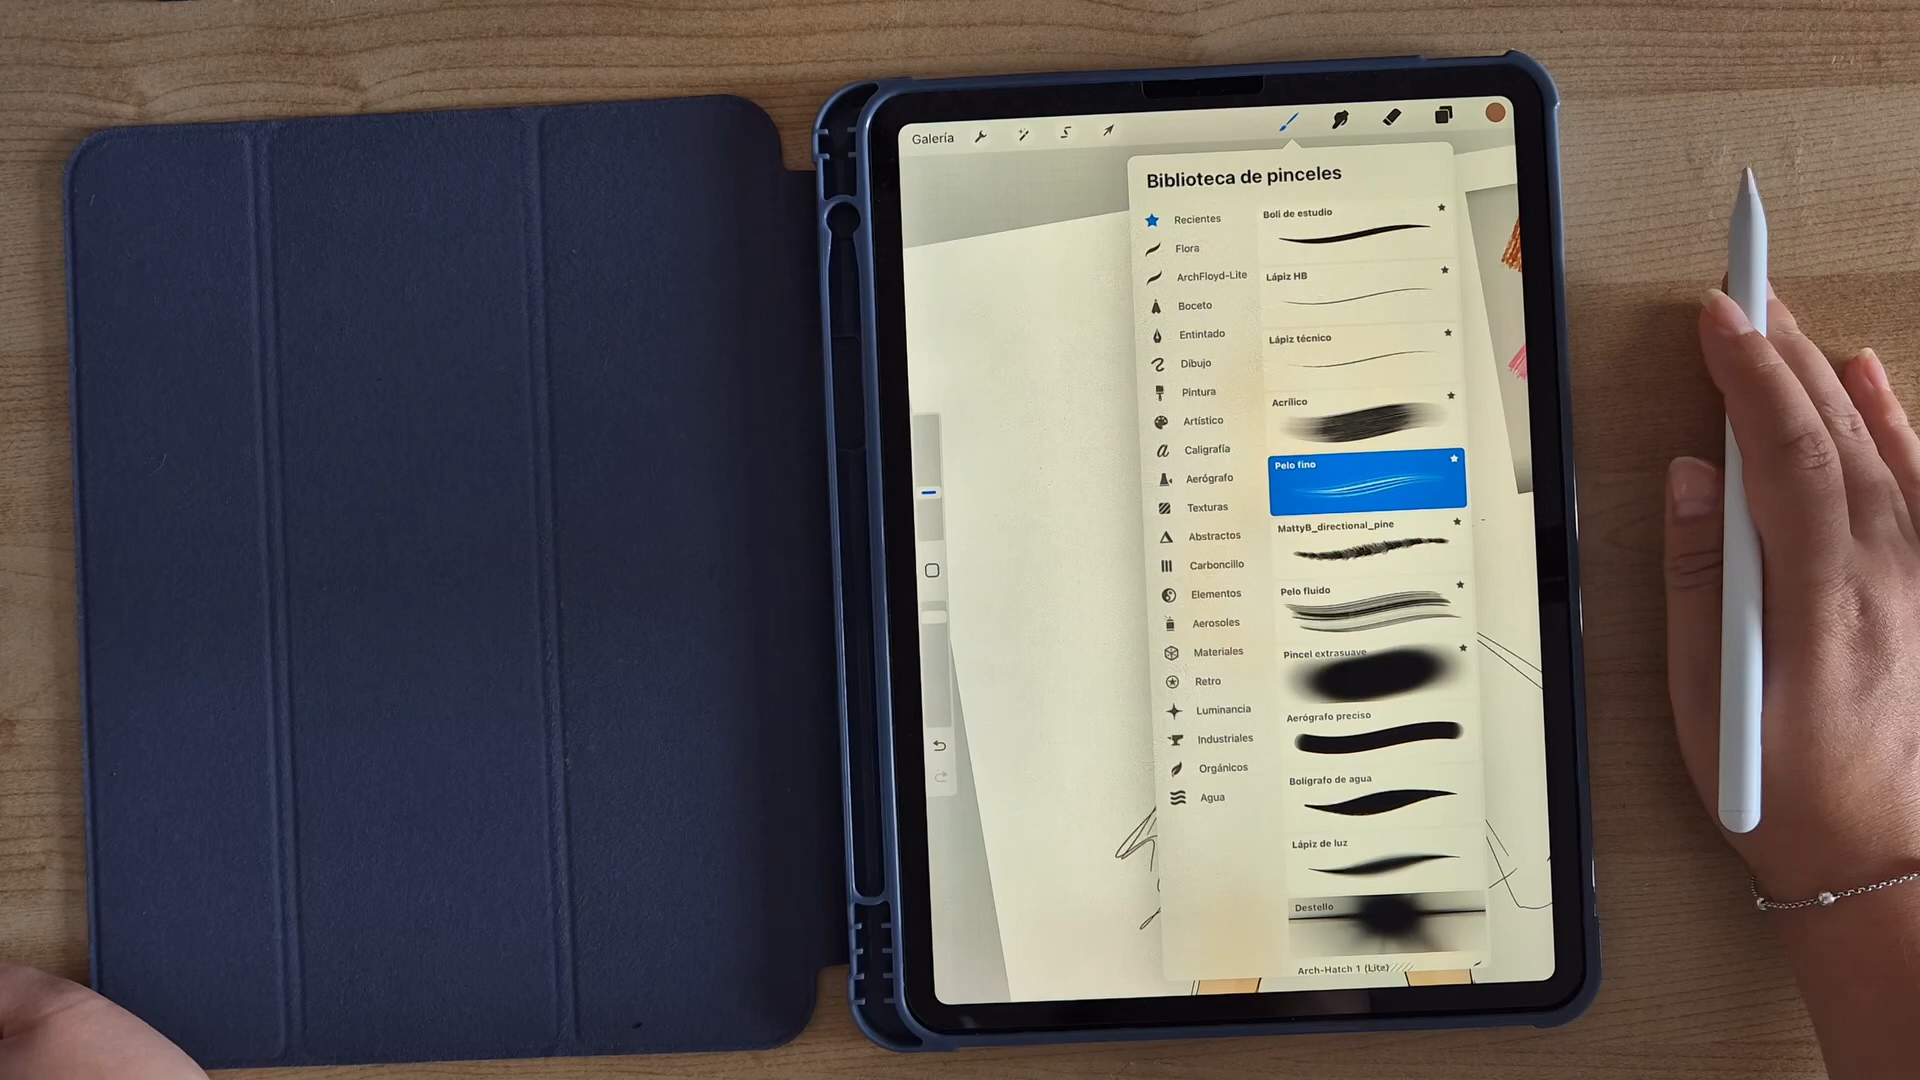 Galería
Biblioteca de pinceles
Recientes
Flora
ArchFloyd-Lite
Boceto
Entintado
Dibujo
Pintura
Artístico
Caligrafía
Aerógrafo
Texturas
Abstractos
Carboncillo
Elementos
Aerosoles
Materiales
Retro
Luminancia
Industriales
Orgánicos
Agua
Boli de estudio
Lápiz HB
Lápiz técnico
Acrílico
Pelo fino
MattyB_directional_pine
Pelo fluido
Pincel extrasuave
Aerógrafo preciso
Bolígrafo de agua
Lápiz de luz
Destello
Arch-Hatch 1 (Lite)